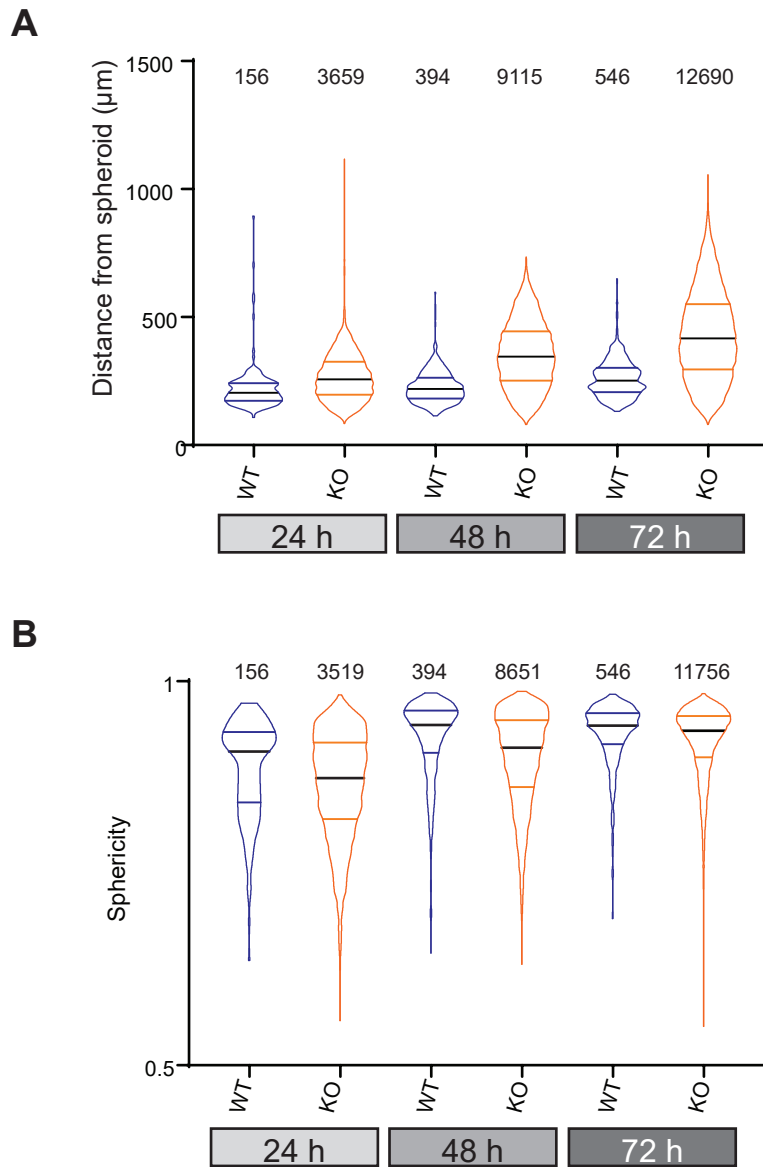 A
1500
156 3659 394 9115 546 12690
1000
Distance from spheroid (µm)
500
0
WT KO WT KO WT KO
24 h 48 h 72 h
B
1
156 3519 394 8651 546 11756
Sphericity
0.5
WT KO WT KO WT KO
24 h 48 h 72 h